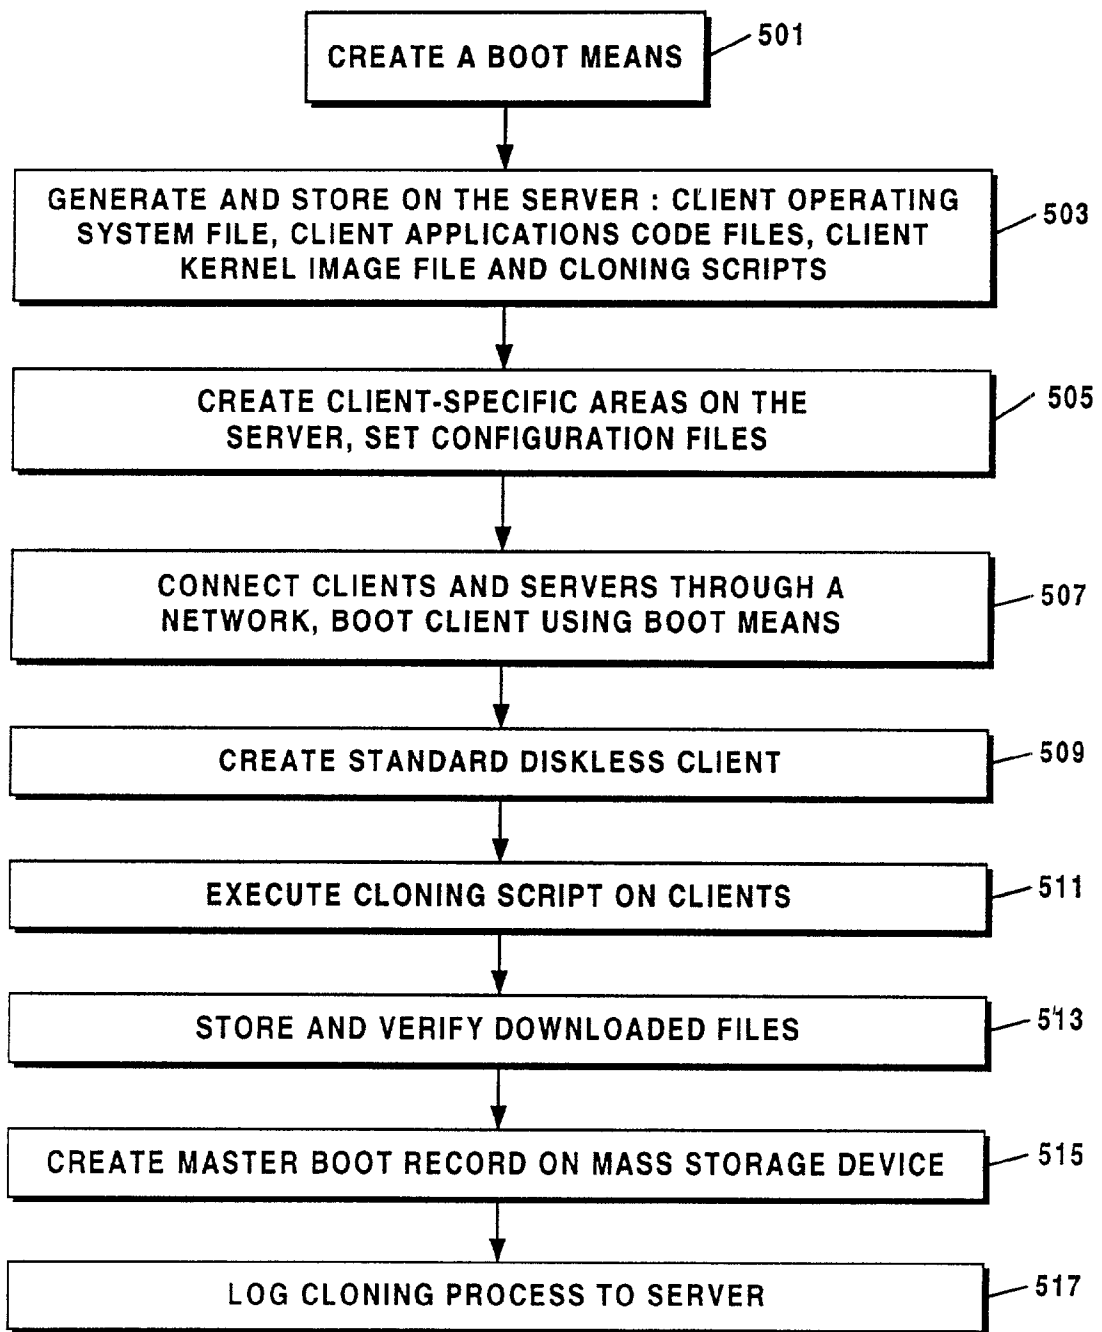 CREATE A BOOT MEANS
501
GENERATE AND STORE ON THE SERVER : CLIENT OPERATING
SYSTEM FILE, CLIENT APPLICATIONS CODE FILES, CLIENT
KERNEL IMAGE FILE AND CLONING SCRIPTS
503
CREATE CLIENT-SPECIFIC AREAS ON THE
SERVER, SET CONFIGURATION FILES
505
CONNECT CLIENTS AND SERVERS THROUGH A
NETWORK, BOOT CLIENT USING BOOT MEANS
507
CREATE STANDARD DISKLESS CLIENT
509
EXECUTE CLONING SCRIPT ON CLIENTS
511
STORE AND VERIFY DOWNLOADED FILES
513
CREATE MASTER BOOT RECORD ON MASS STORAGE DEVICE
515
LOG CLONING PROCESS TO SERVER
517